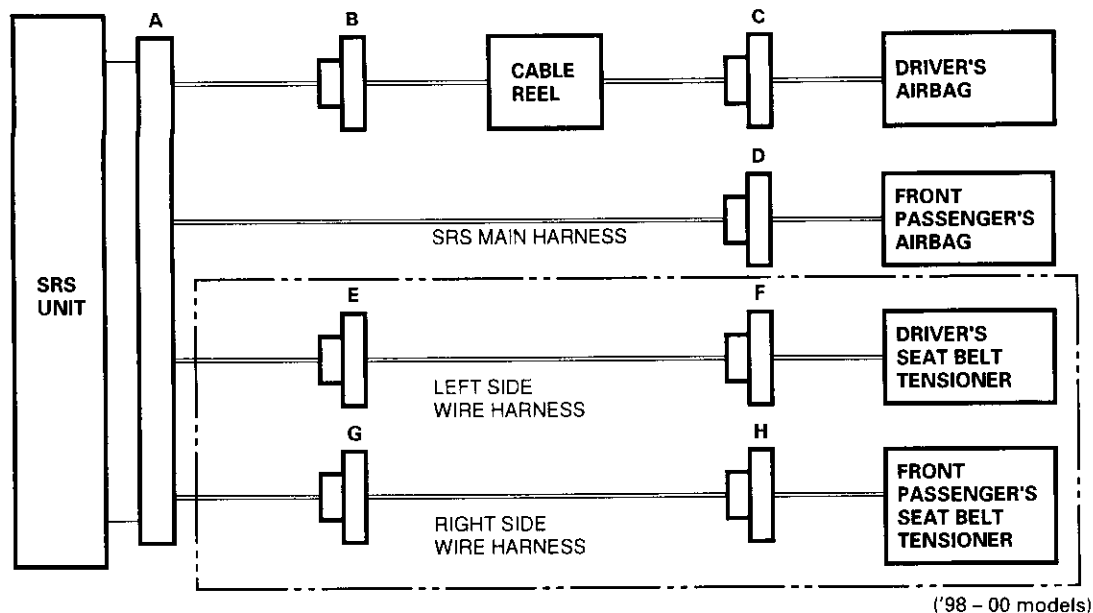 A
B
C
CABLE
REEL
DRIVER'S
AIRBAG
D
SRS MAIN HARNESS
FRONT
PASSENGER'S
AIRBAG
SRS
UNIT
E
F
LEFT SIDE
WIRE HARNESS
DRIVER'S
SEAT BELT
TENSIONER
G
H
RIGHT SIDE
WIRE HARNESS
FRONT
PASSENGER'S
SEAT BELT
TENSIONER
('98 – 00 models)